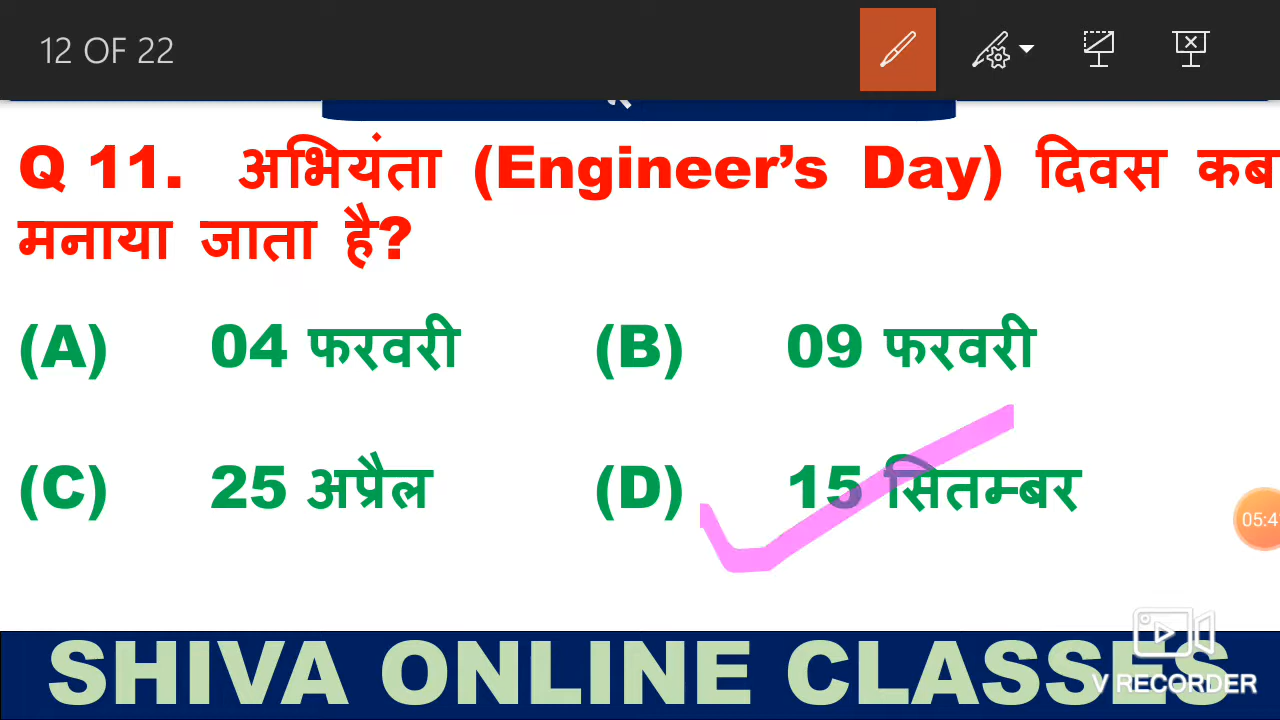 12 OF 22
Q 11. अभियंता (Engineer’s Day) दिवस कब
मनाया जाता है?
(A) 04 फरवरी (B) 09 फरवरी
(C) 25 अप्रैल (D) 15 सितम्बर
05:4
SHIVA ONLINE CLASSES
V RECORDER